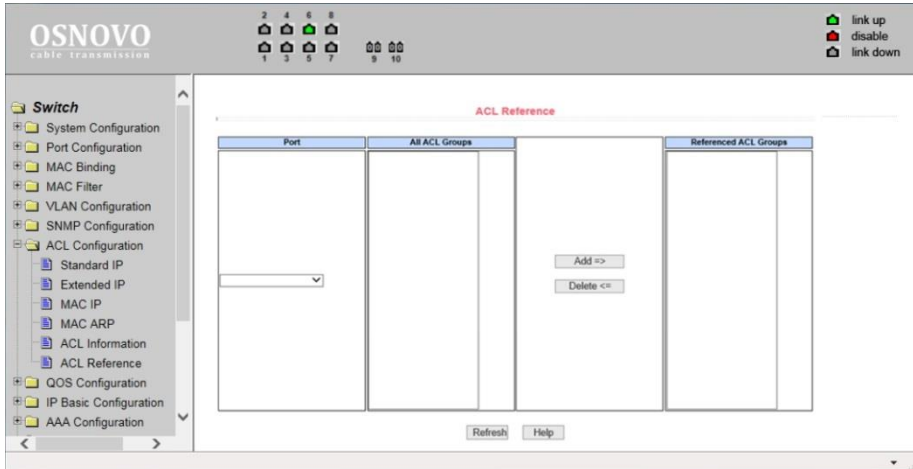 OSNOVO
cable transmission
2 4 6 8
1 3 5 7 9 10
link up
disable
link down
Switch
System Configuration
Port Configuration
MAC Binding
MAC Filter
VLAN Configuration
SNMP Configuration
ACL Configuration
Standard IP
Extended IP
MAC IP
MAC ARP
ACL Information
ACL Reference
QOS Configuration
IP Basic Configuration
AAA Configuration
ACL Reference
Port
All ACL Groups
Referenced ACL Groups
Add =>
Delete <=
Refresh
Help